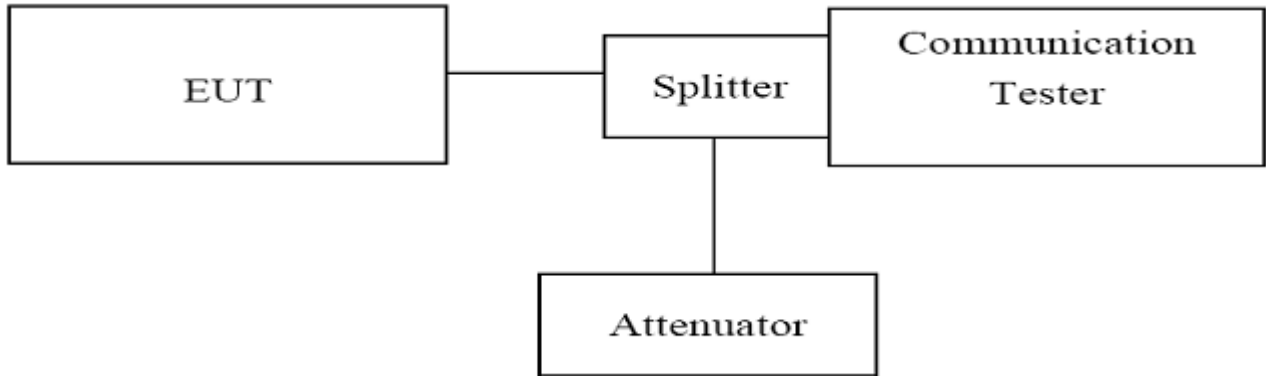 EUT
Splitter
Communication
Tester
Attenuator